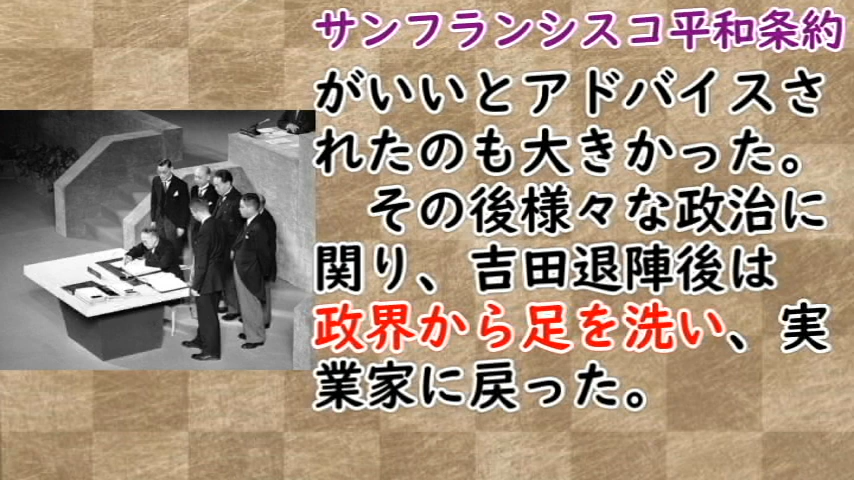 サンフランシスコ平和条約
がいいとアドバイスさ
れたのも大きかった。
　その後様々な政治に
関り、吉田退陣後は
政界から足を洗い、実
業家に戻った。